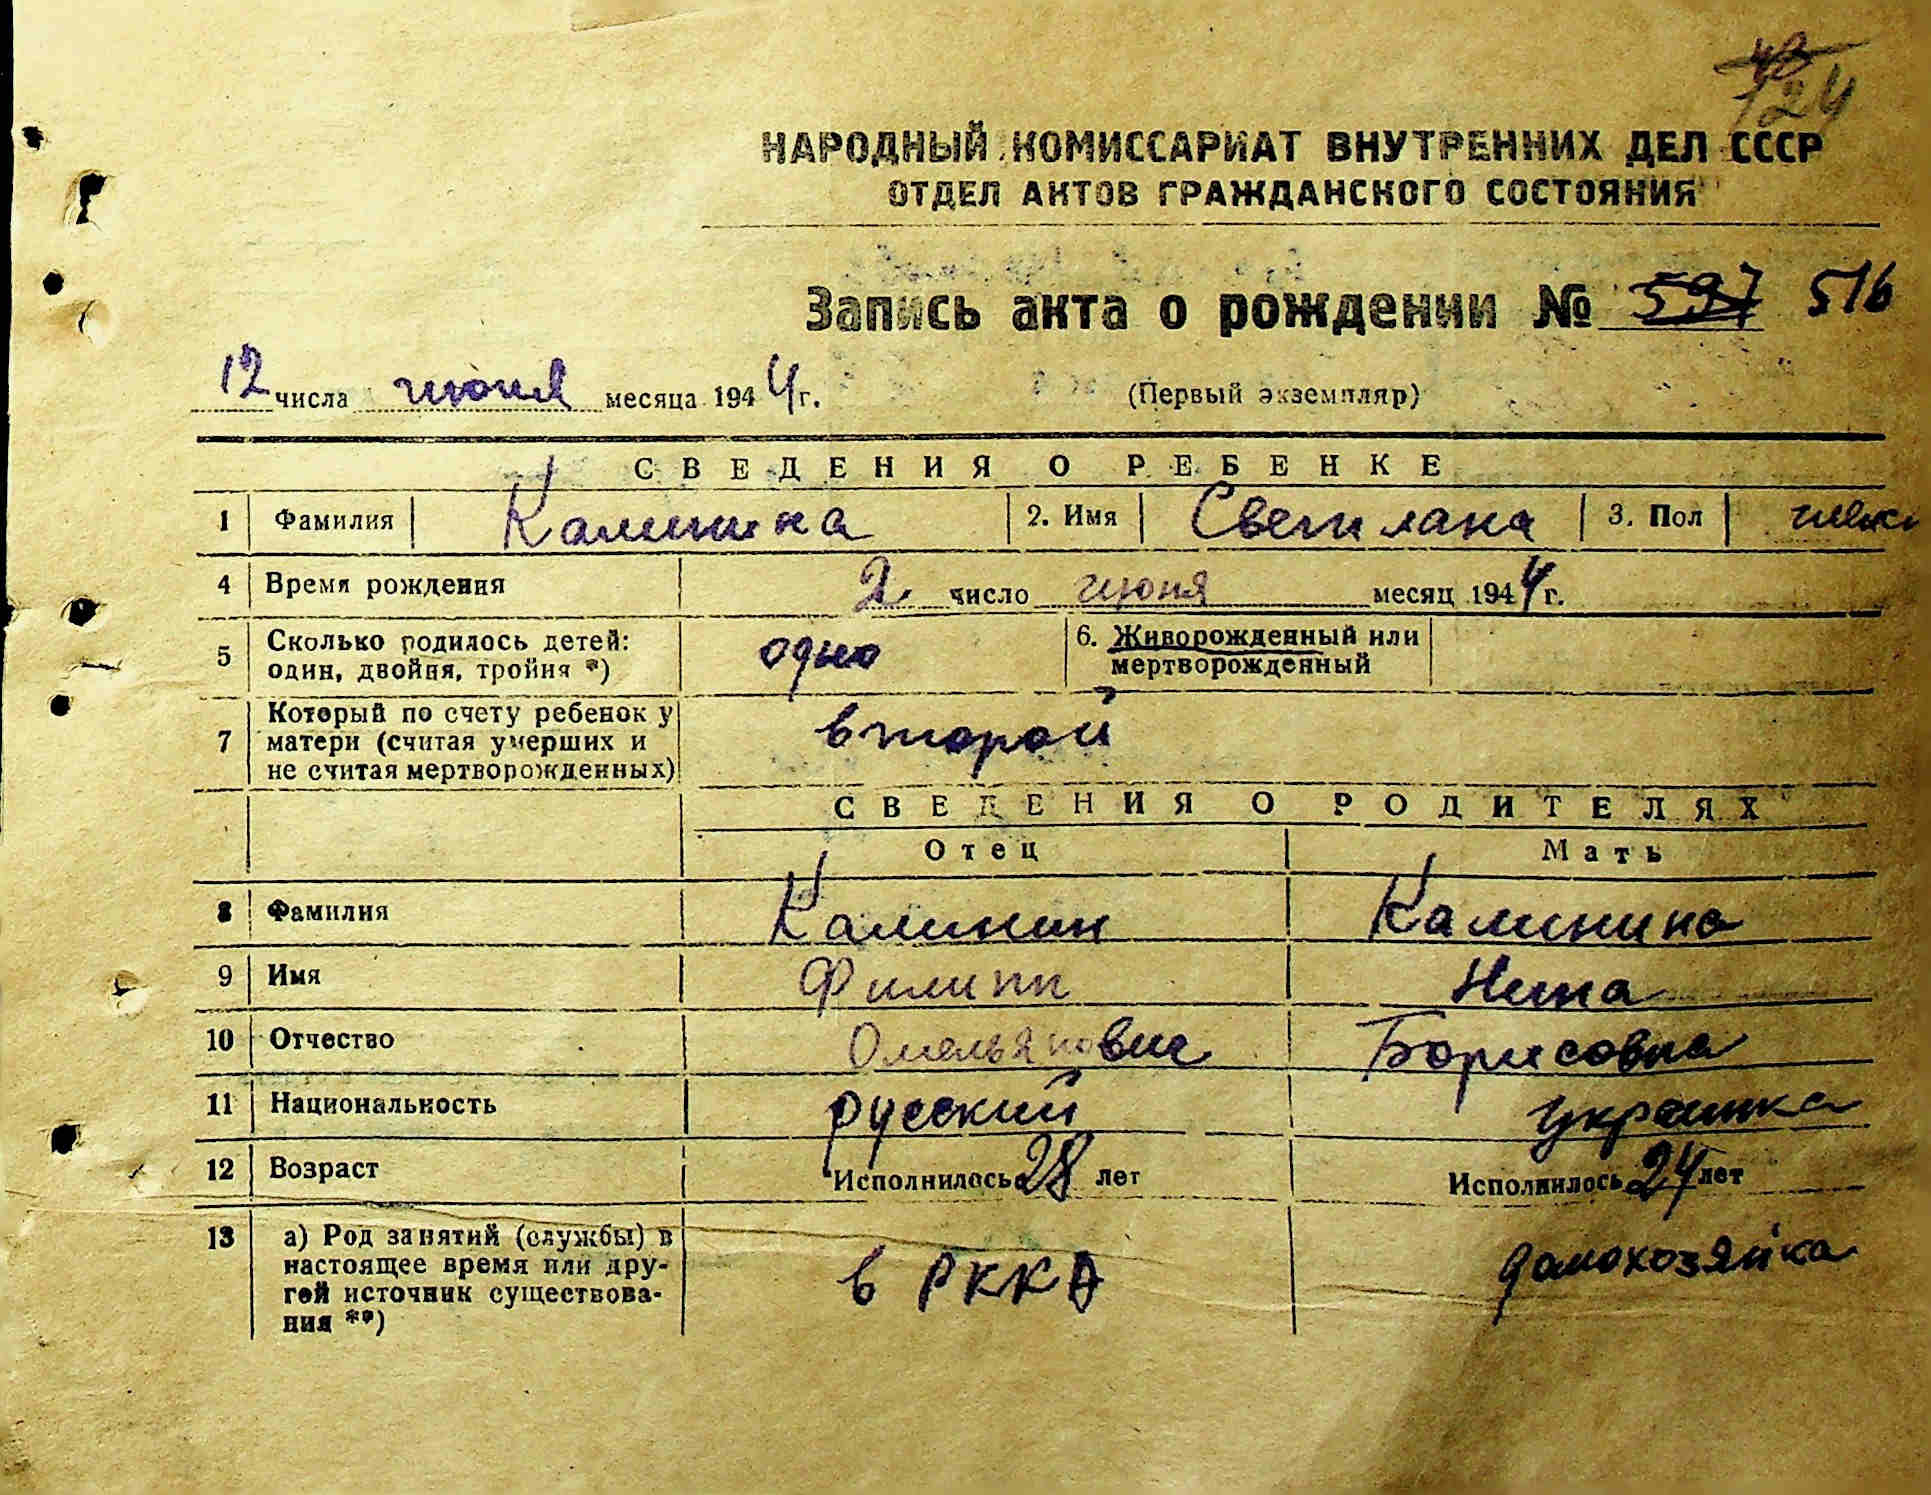 48
124
НАРОДНЫЙ КОМИССАРИАТ ВНУТРЕННИХ ДЕЛ СССР
ОТДЕЛ АКТОВ ГРАЖДАНСКОГО СОСТОЯНИЯ
Запись акта о рождении № 597 516
12 числа июня месяца 1944 г. (Первый экземпляр)
СВЕДЕНИЯ О РЕБЕНКЕ
1 Фамилия Калинина 2. Имя Светлана 3. Пол женск
4 Время рождения 2 число июня месяц 1944 г.
5 Сколько родилось детей: один, двойня, тройня *) одно 6. Живорожденный или мертворожденный
7 Который по счету ребенок у матери (считая умерших и не считая мертворожденных) второй
СВЕДЕНИЯ О РОДИТЕЛЯХ
Отец Мать
8 Фамилия Калинин Калинина
9 Имя Филипп Нина
10 Отчество Омельянович Борисовна
11 Национальность русский украинка
12 Возраст Исполнилось 28 лет Исполнилось 24 лет
13 а) Род занятий (службы) в настоящее время или другой источник существования **) в РККА домохозяйка